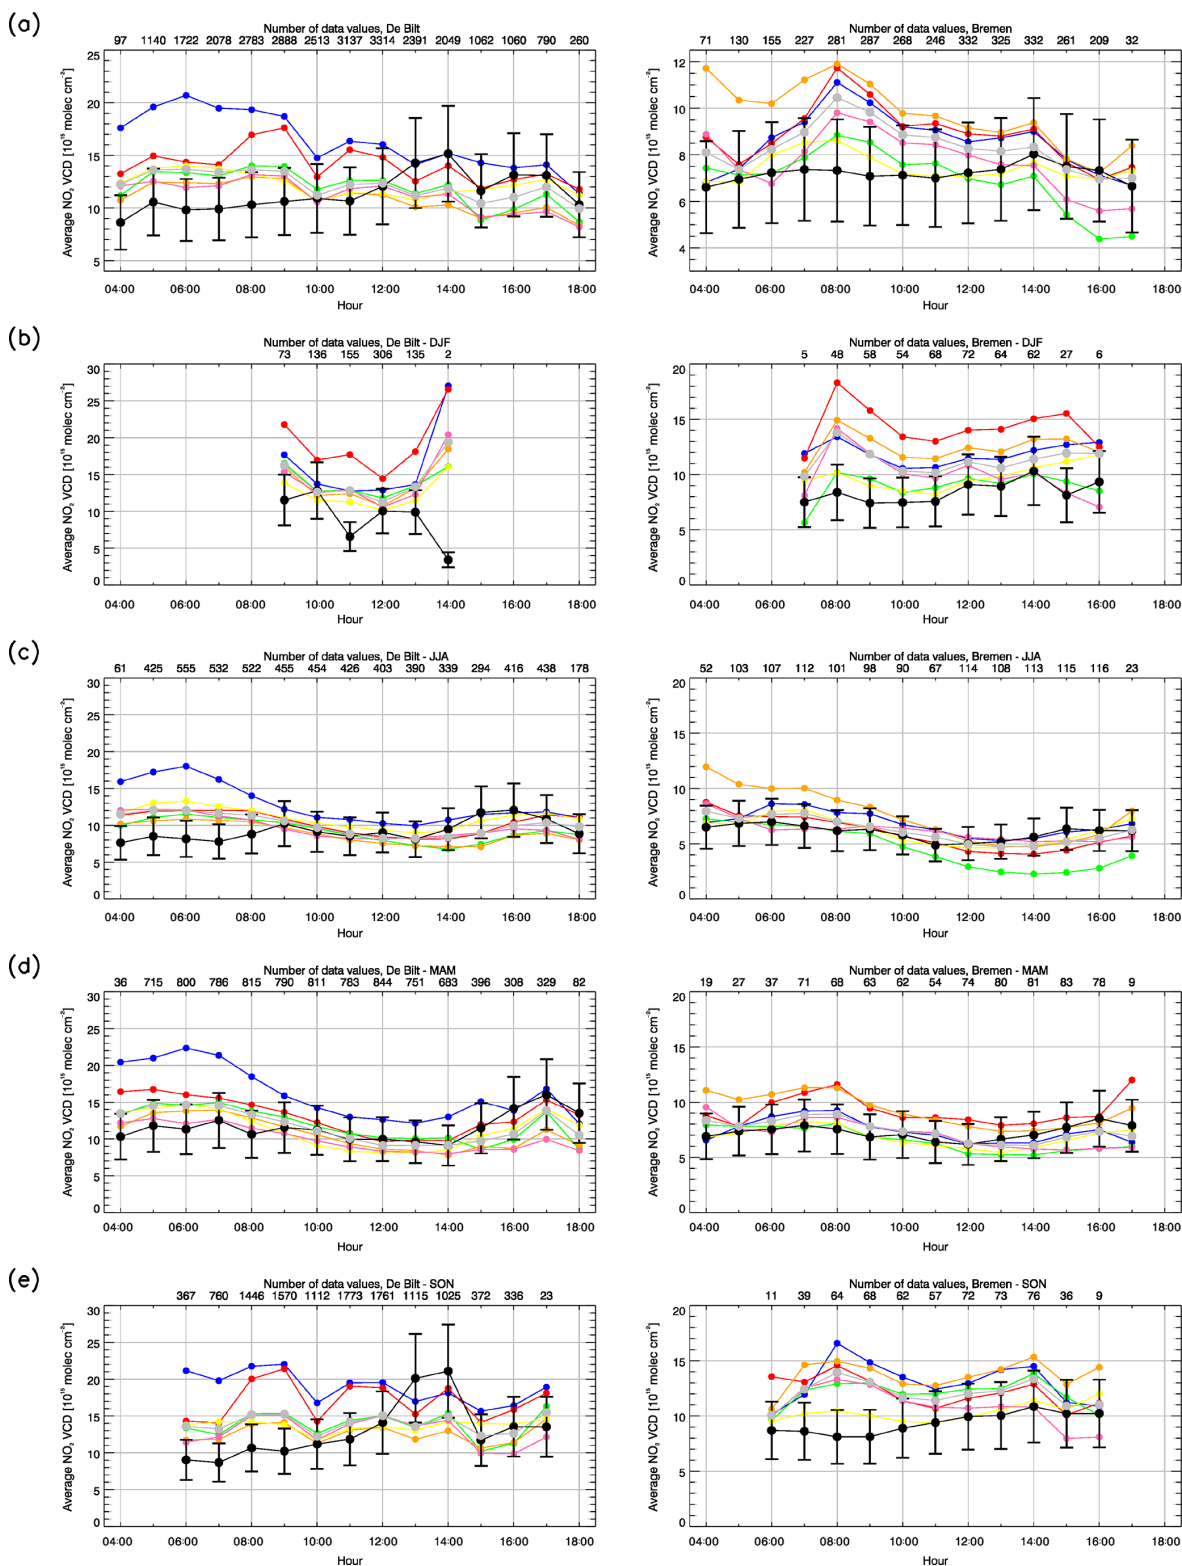 (a)
Number of data values, De Bilt
97 1140 1722 2078 2783 2888 2513 3137 3314 2391 2049 1062 1060 790 260
25
20
15
10
5
Average NO₂ VCD [10¹⁵ molec cm⁻²]
04:00 06:00 08:00 10:00 12:00 14:00 16:00 18:00
Hour
Number of data values, Bremen
71 130 155 227 281 287 268 246 332 325 332 261 209 32
12
10
8
6
4
Average NO₂ VCD [10¹⁵ molec cm⁻²]
04:00 06:00 08:00 10:00 12:00 14:00 16:00 18:00
Hour
(b)
Number of data values, De Bilt - DJF
73 136 155 306 135 2
30
25
20
15
10
5
0
Average NO₂ VCD [10¹⁵ molec cm⁻²]
04:00 06:00 08:00 10:00 12:00 14:00 16:00 18:00
Hour
Number of data values, Bremen - DJF
5 48 58 54 68 72 64 62 27 6
20
15
10
5
0
Average NO₂ VCD [10¹⁵ molec cm⁻²]
04:00 06:00 08:00 10:00 12:00 14:00 16:00 18:00
Hour
(c)
Number of data values, De Bilt - JJA
61 425 555 532 522 455 454 426 403 390 339 294 416 438 178
30
25
20
15
10
5
0
Average NO₂ VCD [10¹⁵ molec cm⁻²]
04:00 06:00 08:00 10:00 12:00 14:00 16:00 18:00
Hour
Number of data values, Bremen - JJA
52 103 107 112 101 98 90 67 114 108 113 115 116 23
20
15
10
5
0
Average NO₂ VCD [10¹⁵ molec cm⁻²]
04:00 06:00 08:00 10:00 12:00 14:00 16:00 18:00
Hour
(d)
Number of data values, De Bilt - MAM
36 715 800 786 815 790 811 783 844 751 683 396 308 329 82
30
25
20
15
10
5
0
Average NO₂ VCD [10¹⁵ molec cm⁻²]
04:00 06:00 08:00 10:00 12:00 14:00 16:00 18:00
Hour
Number of data values, Bremen - MAM
19 27 37 71 68 63 62 54 74 80 81 83 78 9
20
15
10
5
0
Average NO₂ VCD [10¹⁵ molec cm⁻²]
04:00 06:00 08:00 10:00 12:00 14:00 16:00 18:00
Hour
(e)
Number of data values, De Bilt - SON
367 760 1446 1570 1112 1773 1761 1115 1025 372 336 23
30
25
20
15
10
5
0
Average NO₂ VCD [10¹⁵ molec cm⁻²]
04:00 06:00 08:00 10:00 12:00 14:00 16:00 18:00
Hour
Number of data values, Bremen - SON
11 39 64 68 62 57 72 73 76 36 9
20
15
10
5
0
Average NO₂ VCD [10¹⁵ molec cm⁻²]
04:00 06:00 08:00 10:00 12:00 14:00 16:00 18:00
Hour